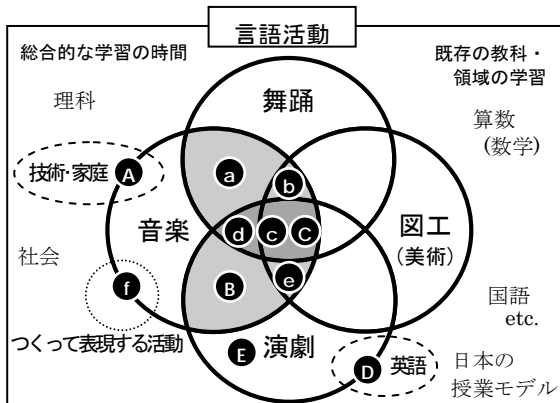 言語活動
総合的な学習の時間
既存の教科・
領域の学習
理科
舞踊
算数
(数学)
技術・家庭
A
a
b
音楽
d
c
C
図工
(美術)
社会
f
B
e
国語
etc.
つくって表現する活動
E
演劇
D
英語
日本の
授業モデル